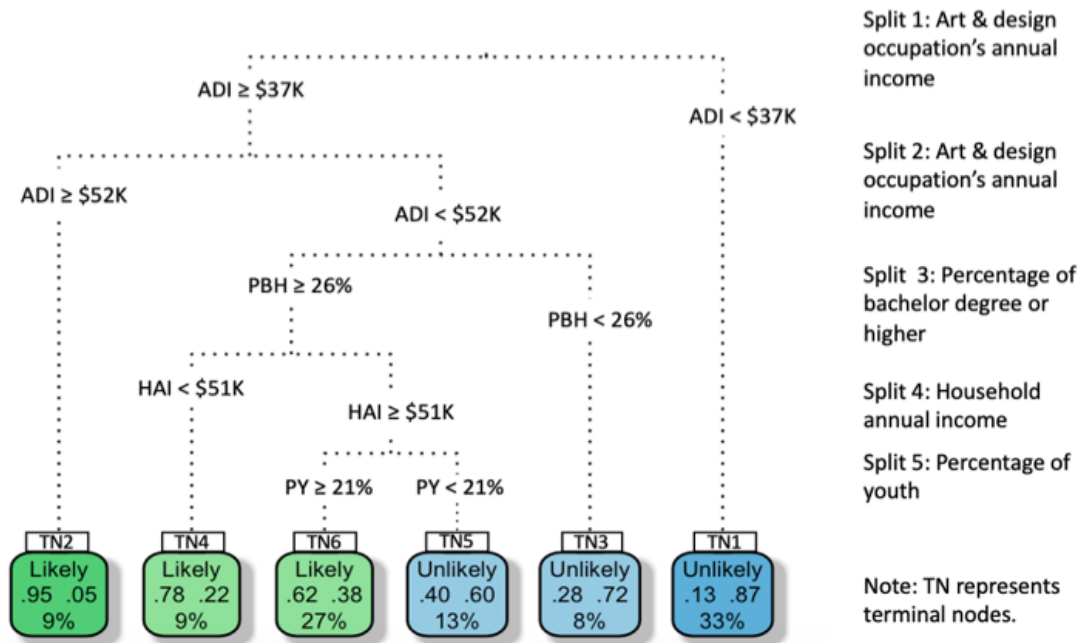 Split 1: Art & design
occupation's annual
income
ADI ≥ $37K
ADI < $37K
Split 2: Art & design
occupation's annual
income
ADI ≥ $52K
ADI < $52K
Split  3: Percentage of
bachelor degree or
higher
PBH ≥ 26%
PBH < 26%
Split 4: Household
annual income
HAI < $51K
HAI ≥ $51K
Split 5: Percentage of
youth
PY ≥ 21%
PY < 21%
TN2
Likely
.95 .05
9%
TN4
Likely
.78 .22
9%
TN6
Likely
.62 .38
27%
TN5
Unlikely
.40 .60
13%
TN3
Unlikely
.28 .72
8%
TN1
Unlikely
.13 .87
33%
Note: TN represents
terminal nodes.